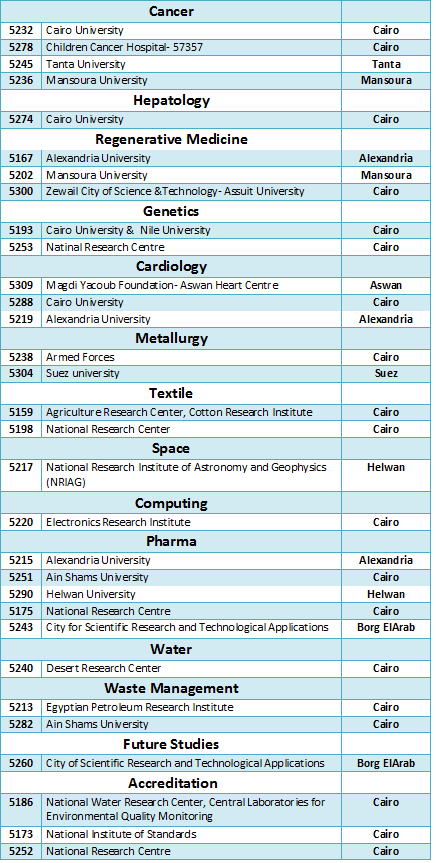 Cancer
5232 Cairo University Cairo
5278 Children Cancer Hospital- 57357 Cairo
5245 Tanta University Tanta
5236 Mansoura University Mansoura
Hepatology
5274 Cairo University Cairo
Regenerative Medicine
5167 Alexandria University Alexandria
5202 Mansoura University Mansoura
5300 Zewail City of Science &Technology- Assuit University Cairo
Genetics
5193 Cairo University & Nile University Cairo
5253 Natinal Research Centre Cairo
Cardiology
5309 Magdi Yacoub Foundation- Aswan Heart Centre Aswan
5288 Cairo University Cairo
5219 Alexandria University Alexandria
Metallurgy
5238 Armed Forces Cairo
5304 Suez university Suez
Textile
5159 Agriculture Research Center, Cotton Research Institute Cairo
5198 National Research Center Cairo
Space
5217 National Research Institute of Astronomy and Geophysics Helwan
(NRIAG)
Computing
5220 Electronics Research Institute Cairo
Pharma
5215 Alexandria University Alexandria
5251 Ain Shams University Cairo
5290 Helwan University Helwan
5175 National Research Centre Cairo
5243 City for Scientific Research and Technological Applications Borg ElArab
Water
5240 Desert Research Center Cairo
Waste Management
5213 Egyptian Petroleum Research Institute Cairo
5282 Ain Shams University Cairo
Future Studies
5260 City of Scientific Research and Technological Applications Borg ElArab
Accreditation
5186 National Water Research Center, Central Laboratories for Cairo
Environmental Quality Monitoring
5173 National Institute of Standards Cairo
5252 National Research Centre Cairo